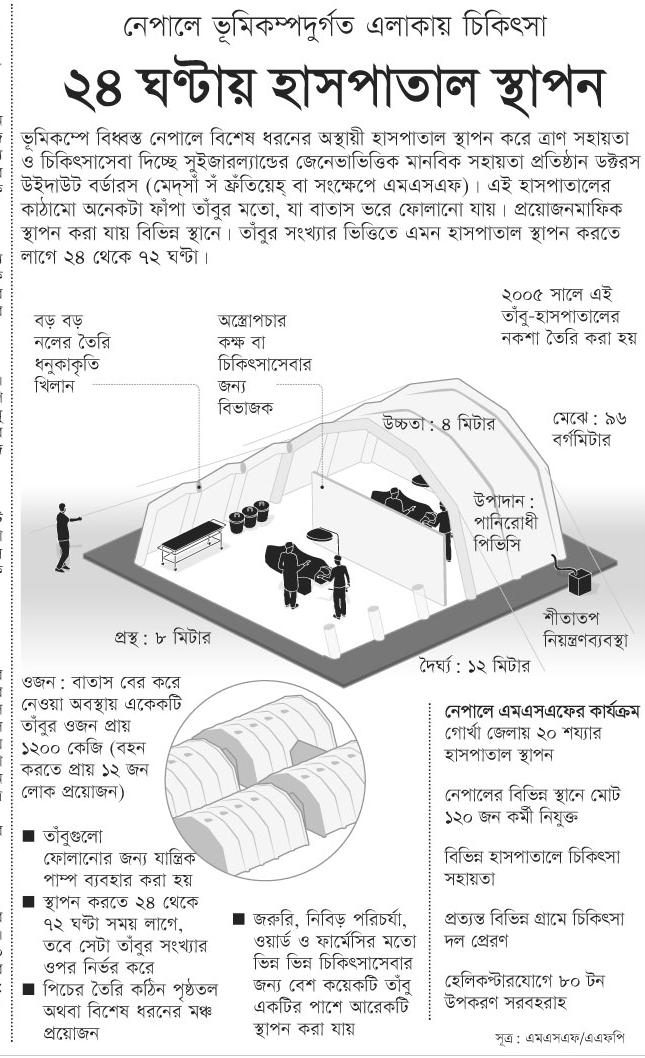 নেপালে ভূমিকম্পদুর্গত এলাকায় চিকিৎসা
২৪ ঘণ্টায় হাসপাতাল স্থাপন
ভূমিকম্পে বিধ্বস্ত নেপালে বিশেষ ধরনের অস্থায়ী হাসপাতাল স্থাপন করে ত্রাণ সহায়তা
ও চিকিৎসাসেবা দিচ্ছে সুইজারল্যান্ডের জেনেভাভিত্তিক মানবিক সহায়তা প্রতিষ্ঠান ডক্টরস
উইদাউট বর্ডারস (মেদ্‌সাঁ সঁ ফ্রঁতিয়েহ্ বা সংক্ষেপে এমএসএফ)। এই হাসপাতালের
কাঠামো অনেকটা ফাঁপা তাঁবুর মতো, যা বাতাস ভরে ফোলানো যায়। প্রয়োজনমাফিক
স্থাপন করা যায় বিভিন্ন স্থানে। তাঁবুর সংখ্যার ভিত্তিতে এমন হাসপাতাল স্থাপন করতে
লাগে ২৪ থেকে ৭২ ঘণ্টা।
২০০৫ সালে এই
তাঁবু-হাসপাতালের
নকশা তৈরি করা হয়
বড় বড়
নলের তৈরি
ধনুকাকৃতি
খিলান
অস্ত্রোপচার
কক্ষ বা
চিকিৎসাসেবার
জন্য
বিভাজক
উচ্চতা : ৪ মিটার
মেঝে : ৯৬
বর্গমিটার
উপাদান :
পানিরোধী
পিভিসি
শীতাতপ
নিয়ন্ত্রণব্যবস্থা
প্রস্থ : ৮ মিটার
দৈর্ঘ্য : ১২ মিটার
ওজন : বাতাস বের করে
নেওয়া অবস্থায় একেকটি
তাঁবুর ওজন প্রায়
১২০০ কেজি (বহন
করতে প্রায় ১২ জন
লোক প্রয়োজন)
■ তাঁবুগুলো
ফোলানোর জন্য যান্ত্রিক
পাম্প ব্যবহার করা হয়
■ স্থাপন করতে ২৪ থেকে
৭২ ঘণ্টা সময় লাগে,
তবে সেটা তাঁবুর সংখ্যার
ওপর নির্ভর করে
■ পিচের তৈরি কঠিন পৃষ্ঠতল
অথবা বিশেষ ধরনের মঞ্চ
প্রয়োজন
■ জরুরি, নিবিড় পরিচর্যা,
ওয়ার্ড ও ফার্মেসির মতো
ভিন্ন ভিন্ন চিকিৎসাসেবার
জন্য বেশ কয়েকটি তাঁবু
একটির পাশে আরেকটি
স্থাপন করা যায়
নেপালে এমএসএফের কার্যক্রম
গোর্খা জেলায় ২০ শয্যার
হাসপাতাল স্থাপন
নেপালের বিভিন্ন স্থানে মোট
১২০ জন কর্মী নিযুক্ত
বিভিন্ন হাসপাতালে চিকিৎসা
সহায়তা
প্রত্যন্ত বিভিন্ন গ্রামে চিকিৎসা
দল প্রেরণ
হেলিকপ্টারযোগে ৮০ টন
উপকরণ সরবহরাহ
সূত্র : এমএসএফ/এএফপি